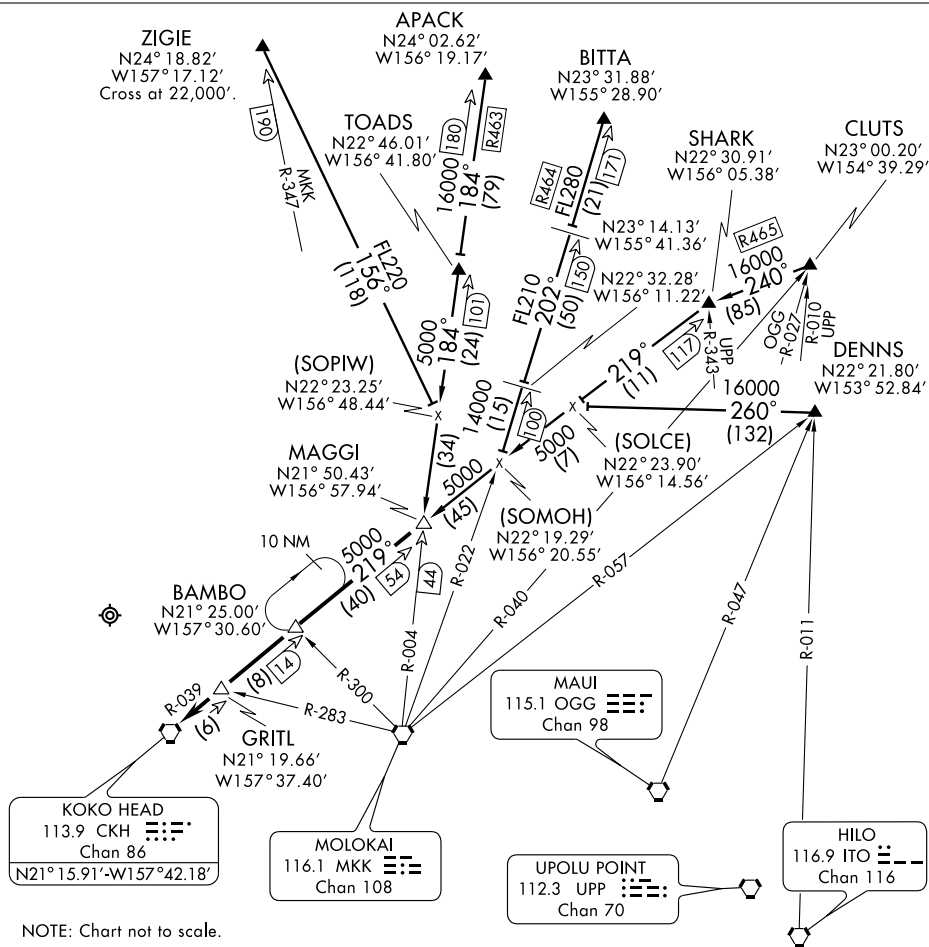 APACK
N24° 02.62’
W156° 19.17’
ZIGIE
N24° 18.82’
W157° 17.12’
Cross at 22,000’.
BITTA
N23° 31.88’
W155° 28.90’
TOADS
N22° 46.01’
W156° 41.80’
SHARK
N22° 30.91’
W156° 05.38’
CLUTS
N23° 00.20’
W154° 39.29’
190
MKK
R-347
FL220
156°
(118)
180
R463
16000
184°
(79)
R464
FL280
(21)
171
N23° 14.13’
W155° 41.36’
FL210
202°
(50)
150
N22° 32.28’
W156° 11.22’
R465
16000
240°
(85)
OGG
R-027
R-010
UPP
UPP
R-343
117
219°
(11)
DENNS
N22° 21.80’
W153° 52.84’
16000
260°
(132)
5000
184°
(24)
101
(SOPIW)
N22° 23.25’
W156° 48.44’
14000
(15)
100
(34)
5000
(7)
(SOLCE)
N22° 23.90’
W156° 14.56’
MAGGI
N21° 50.43’
W156° 57.94’
5000
(45)
(SOMOH)
N22° 19.29’
W156° 20.55’
10 NM
5000
219°
(40)
54
44
R-004
R-022
R-040
R-057
R-047
R-011
BAMBO
N21° 25.00’
W157° 30.60’
(8)
14
R-300
R-283
R-039
(6)
GRITL
N21° 19.66’
W157° 37.40’
MAUI
115.1 OGG
Chan 98
KOKO HEAD
113.9 CKH
Chan 86
N21° 15.91’-W157° 42.18’
MOLOKAI
116.1 MKK
Chan 108
UPOLU POINT
112.3 UPP
Chan 70
HILO
116.9 ITO
Chan 116
NOTE: Chart not to scale.